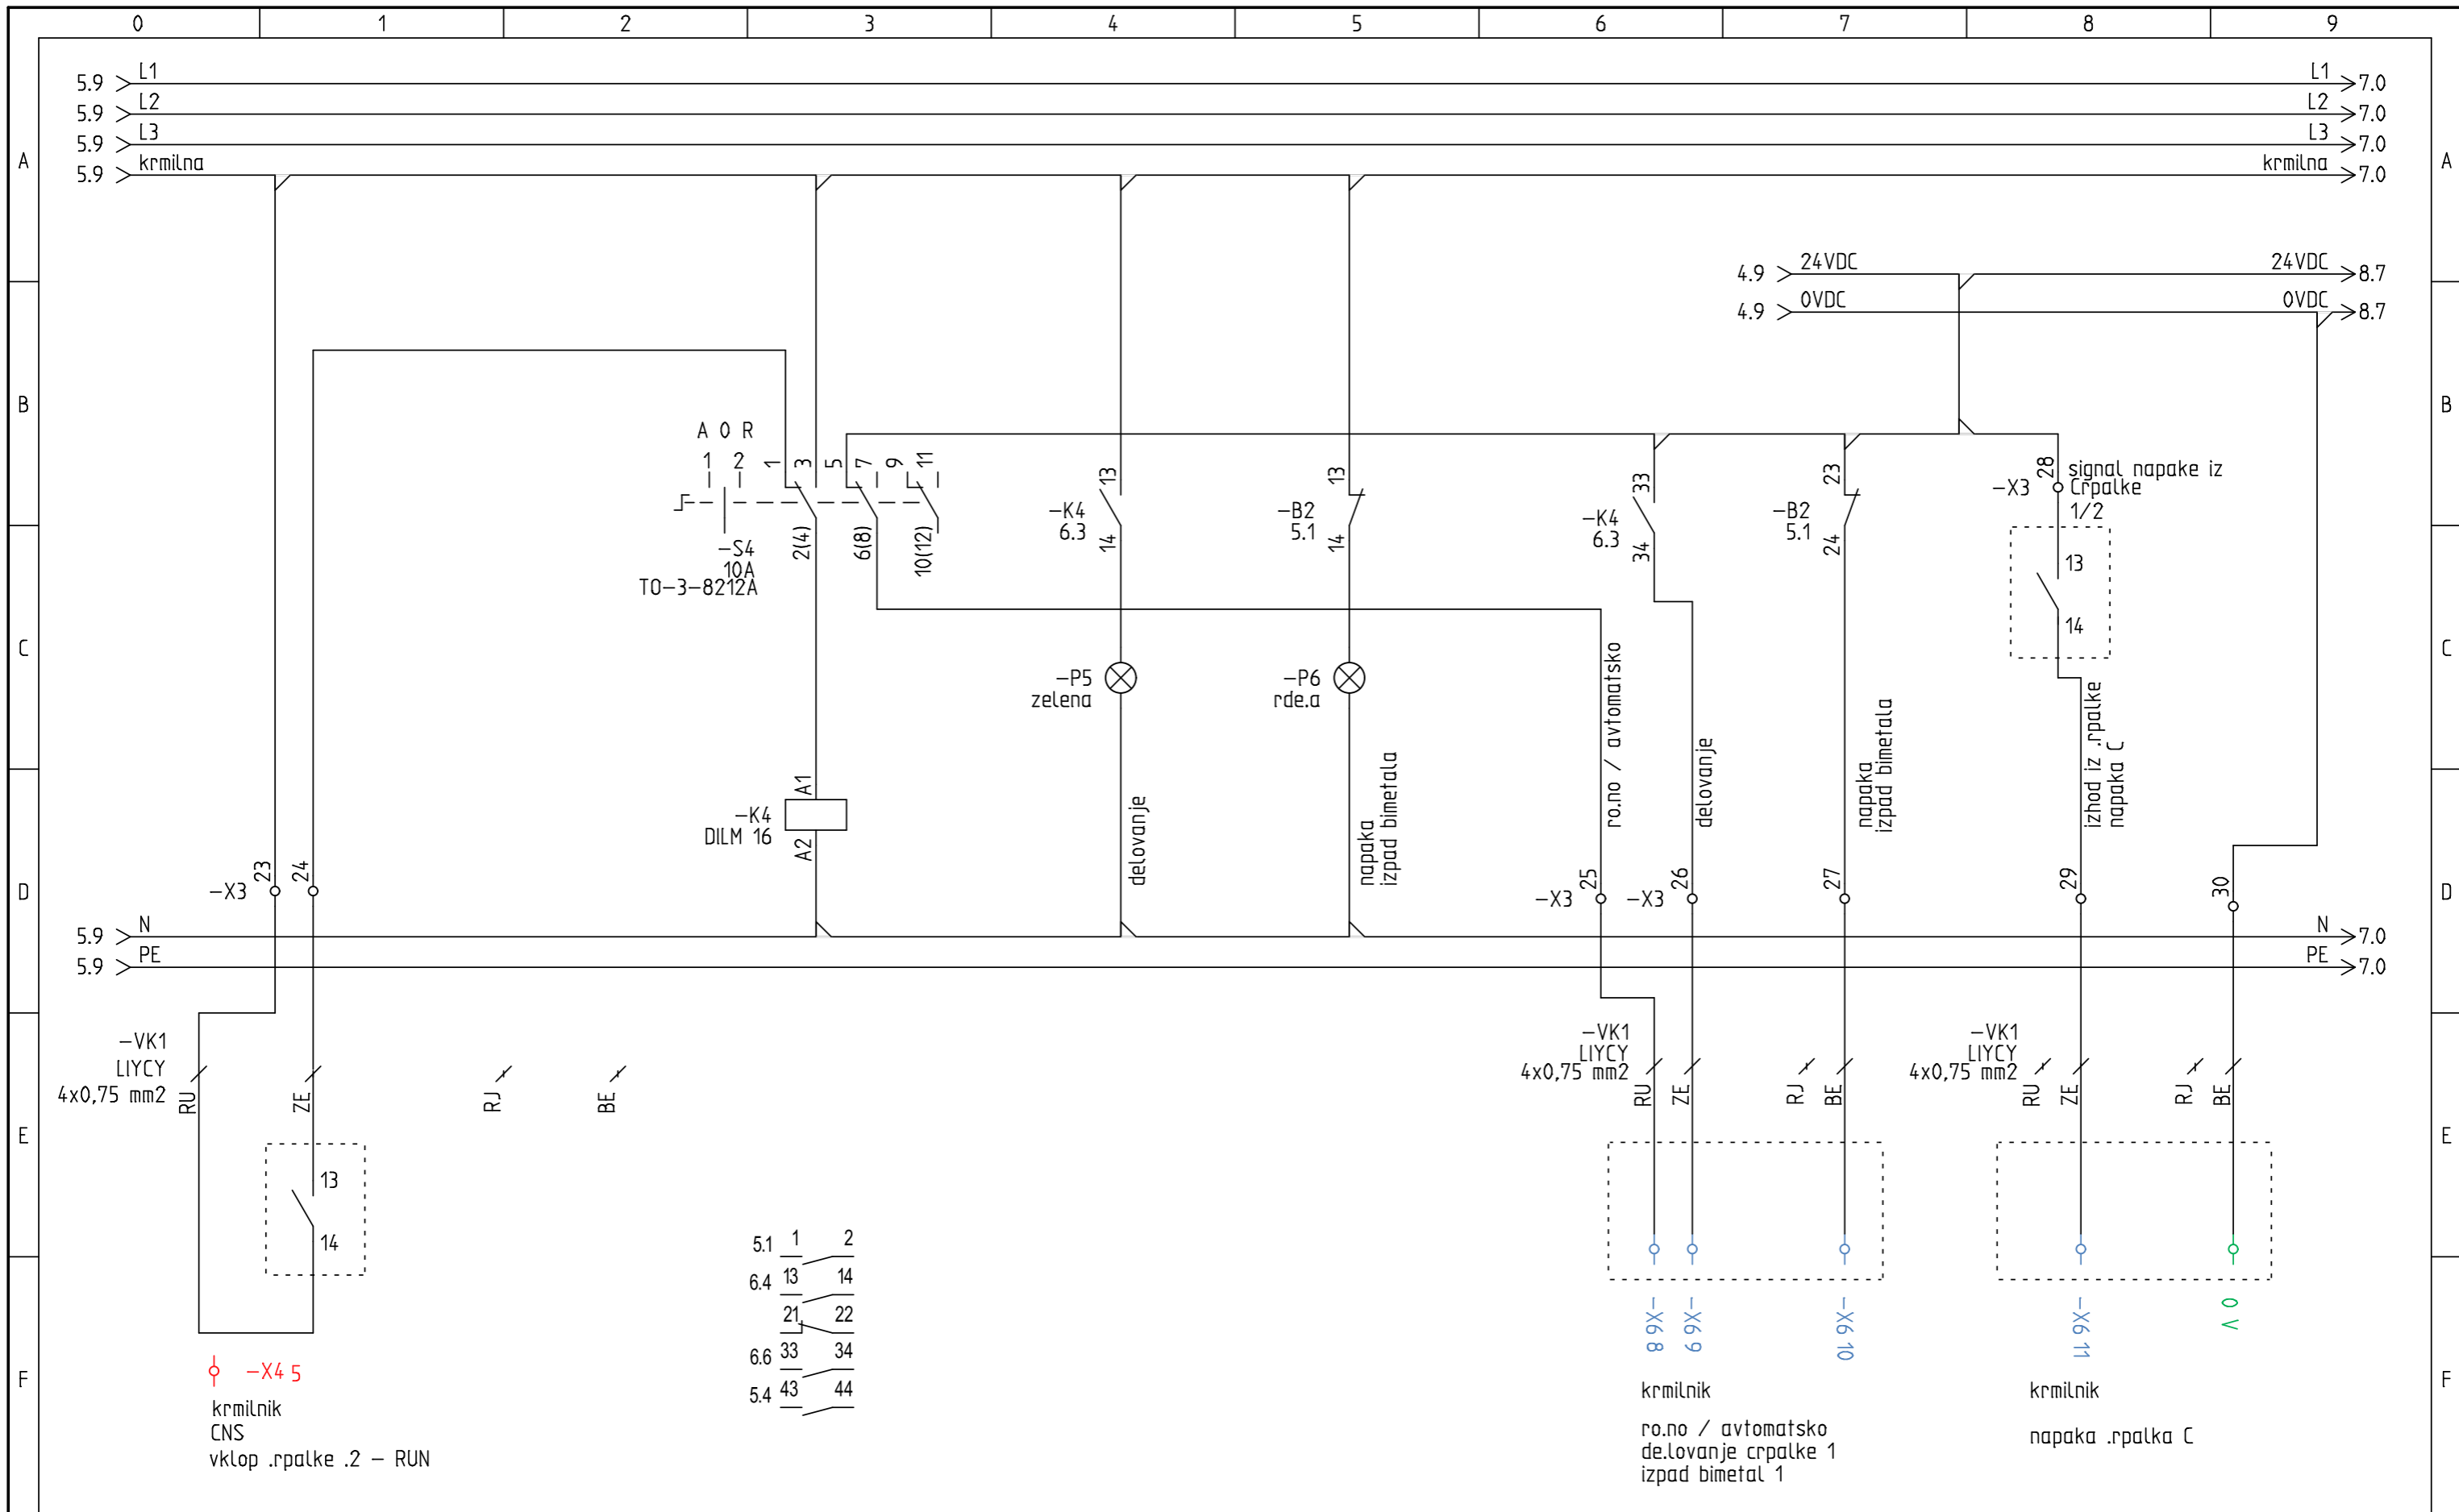 0 1 2 3 4 5 6 7 8 9
5.9 L1 L1 7.0
5.9 L2 L2 7.0
5.9 L3 L3 7.0
A A
5.9 krmilna krmilna 7.0
4.9 24VDC 24VDC 8.7
4.9 0VDC 0VDC 8.7
B B
A 0 R
1 2
1 3 5 7 9 11
-S4
10A
TO-3-8212A
2(4) 6(8) 10(12)
13
-K4
6.3
14
13
-B2
5.1
14
33
-K4
6.3
34
23
-B2
5.1
24
28
-X3
signal napake iz
Crpalke
1/2
13
14
C C
-P5
zelena
-P6
rde.a
ro.no / avtomatsko
delovanje
napaka
izpad bimetala
izhod iz .rpalke
napaka C
A1
-K4
DILM 16
A2
delovanje
napaka
izpad bimetala
D D
-X3 23 24
-X3 25
-X3 26
27
29
30
5.9 N N 7.0
5.9 PE PE 7.0
-VK1
LIYCY
4x0,75 mm2
RU ZE RJ BE
-VK1
LIYCY
4x0,75 mm2
RU ZE RJ BE
-VK1
LIYCY
4x0,75 mm2
RU ZE RJ BE
E E
13
14
5.1 1 2
6.4 13 14
21 22
6.6 33 34
5.4 43 44
F F
-X6 8
-X6 9
-X6 10
-X6 11
0 V
-X4 5
krmilnik
CNS
vklop .rpalke .2 - RUN
krmilnik
ro.no / avtomatsko
de.lovanje crpalke 1
izpad bimetal 1
krmilnik
napaka .rpalka C